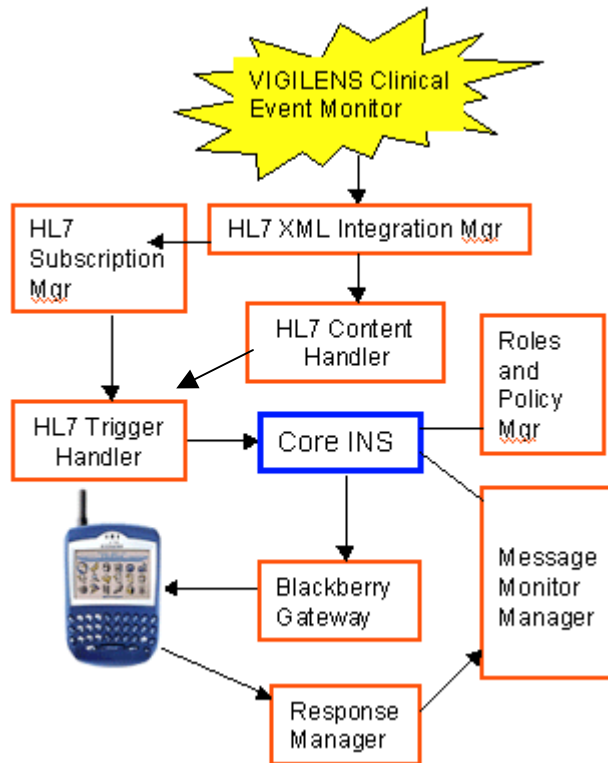 VIGILENS Clinical
Event Monitor
HL7
Subscription
Mgr
HL7 XML Integration Mgr
HL7 Content
Handler
Roles
and
Policy
Mgr
HL7 Trigger
Handler
Core INS
Blackberry
Gateway
Message
Monitor
Manager
Response
Manager